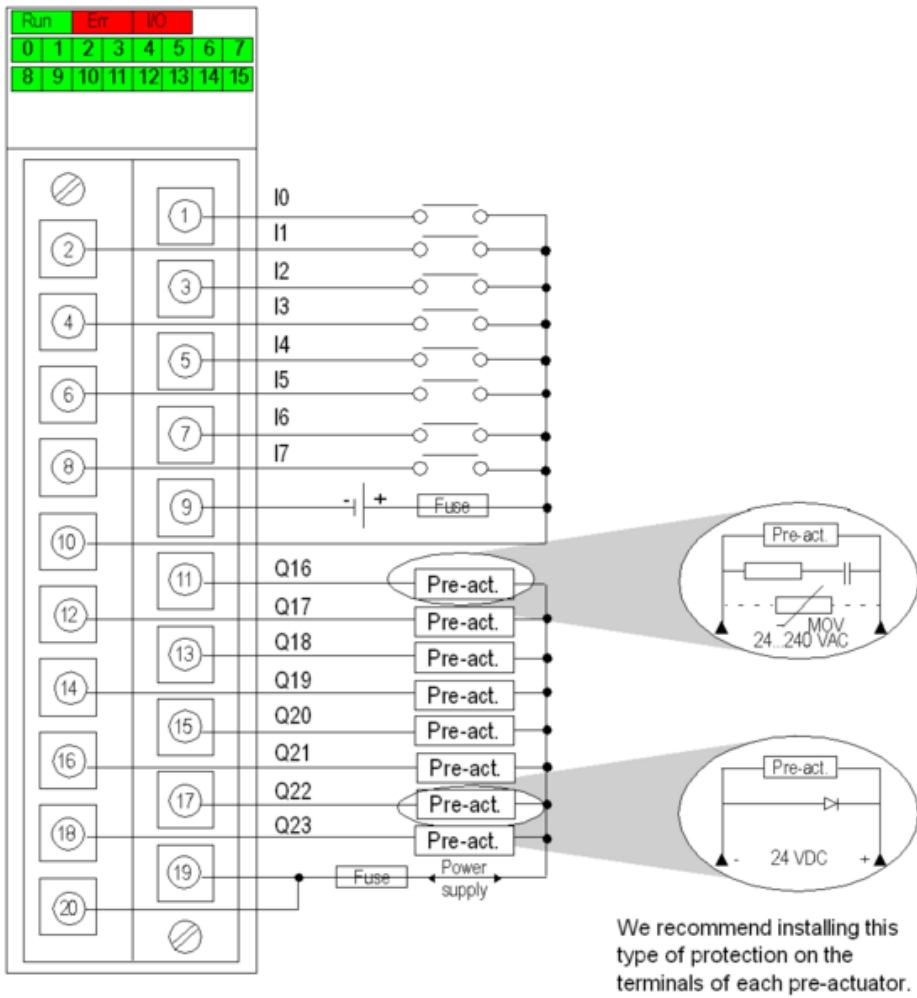 Run Err I/O
0 1 2 3 4 5 6 7
8 9 10 11 12 13 14 15
1 I0
2 I1
3 I2
4 I3
5 I4
6 I5
7 I6
8 I7
9 - + Fuse
10
11 Q16 Pre-act.
12 Q17 Pre-act.
13 Q18 Pre-act.
14 Q19 Pre-act.
15 Q20 Pre-act.
16 Q21 Pre-act.
17 Q22 Pre-act.
18 Q23 Pre-act.
19 Fuse Power
supply
20
Pre-act.
MOV
24...240 VAC
Pre-act.
- 24 VDC +
We recommend installing this
type of protection on the
terminals of each pre-actuator.